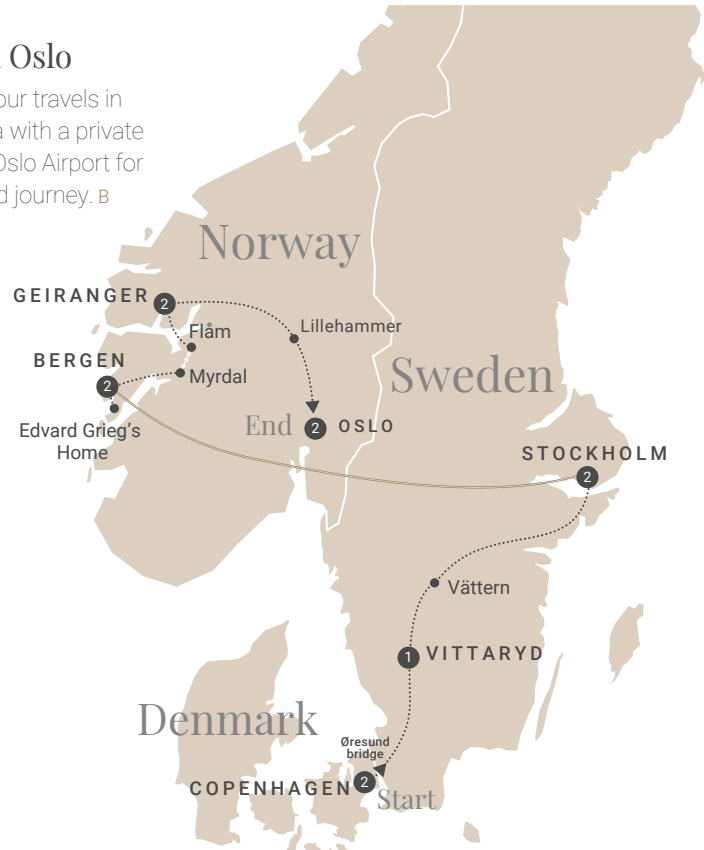 Oslo
our travels in
with a private
Oslo Airport for
journey. B
Norway
GEIRANGER 2
Flåm
Lillehammer
BERGEN
2
Myrdal
Sweden
Edvard Grieg's
Home
End 2 OSLO
STOCKHOLM
2
Vättern
1 VITTARYD
Denmark
Øresund
bridge
COPENHAGEN 2
Start